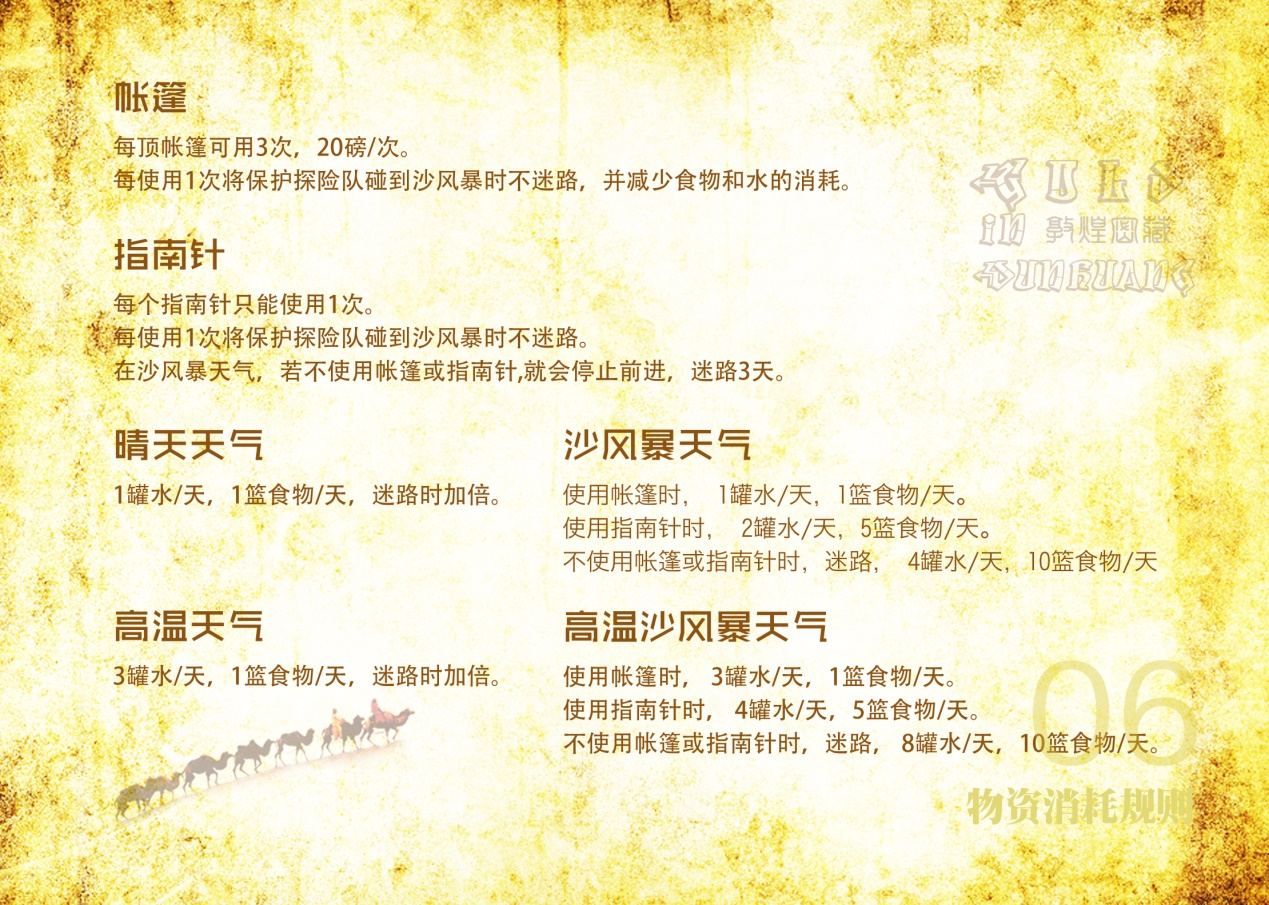 帐篷
每顶帐篷可用3次，20磅/次。
每使用1次将保护探险队碰到沙风暴时不迷路，并减少食物和水的消耗。
RULE
IN 敦煌窟藏
DUNHUANG
指南针
每个指南针只能使用1次。
每使用1次将保护探险队碰到沙风暴时不迷路。
在沙风暴天气，若不使用帐篷或指南针,就会停止前进，迷路3天。
晴天天气
1罐水/天，1篮食物/天，迷路时加倍。
沙风暴天气
使用帐篷时， 1罐水/天，1篮食物/天。
使用指南针时， 2罐水/天，5篮食物/天。
不使用帐篷或指南针时，迷路， 4罐水/天，10篮食物/天
高温天气
3罐水/天，1篮食物/天，迷路时加倍。
高温沙风暴天气
使用帐篷时， 3罐水/天，1篮食物/天。
使用指南针时， 4罐水/天，5篮食物/天。
不使用帐篷或指南针时，迷路， 8罐水/天，10篮食物/天。
06
物资消耗规则